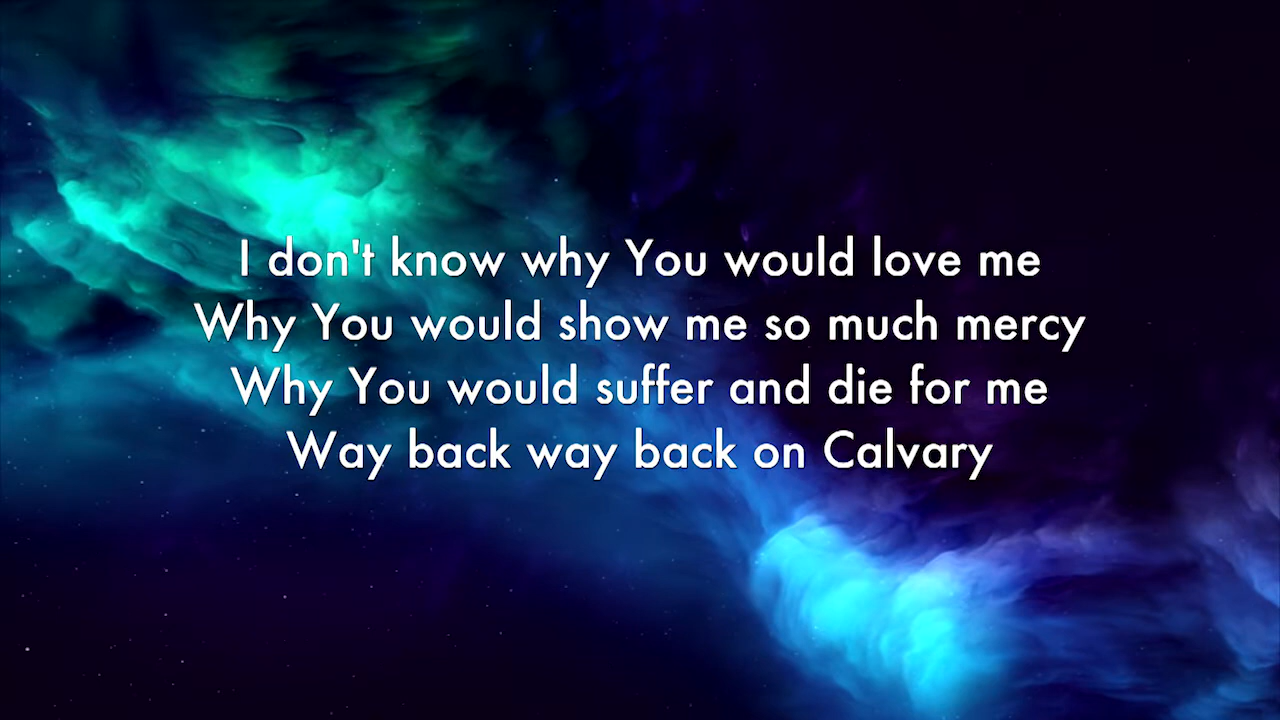 I don't know why You would love me
Why You would show me so much mercy
Why You would suffer and die for me
Way back way back on Calvary